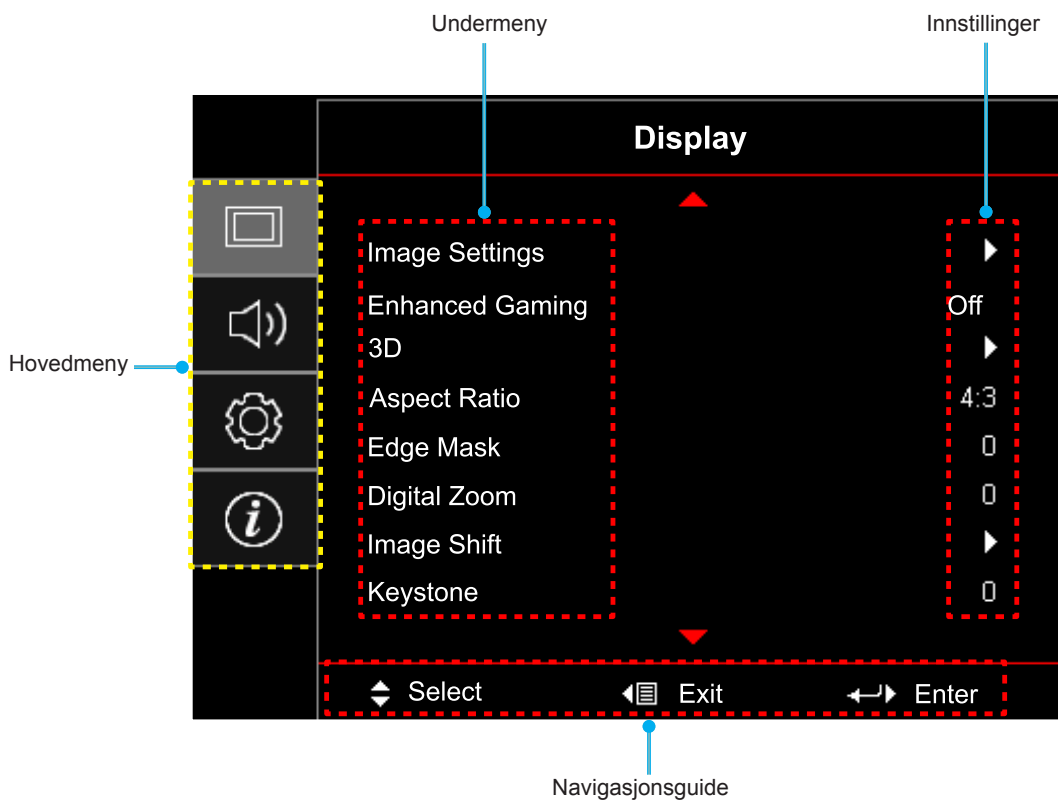 Undermeny
Innstillinger
Display
Image Settings
Enhanced Gaming Off
3D
Hovedmeny
Aspect Ratio 4:3
Edge Mask 0
Digital Zoom 0
Image Shift
Keystone 0
Select Exit Enter
Navigasjonsguide